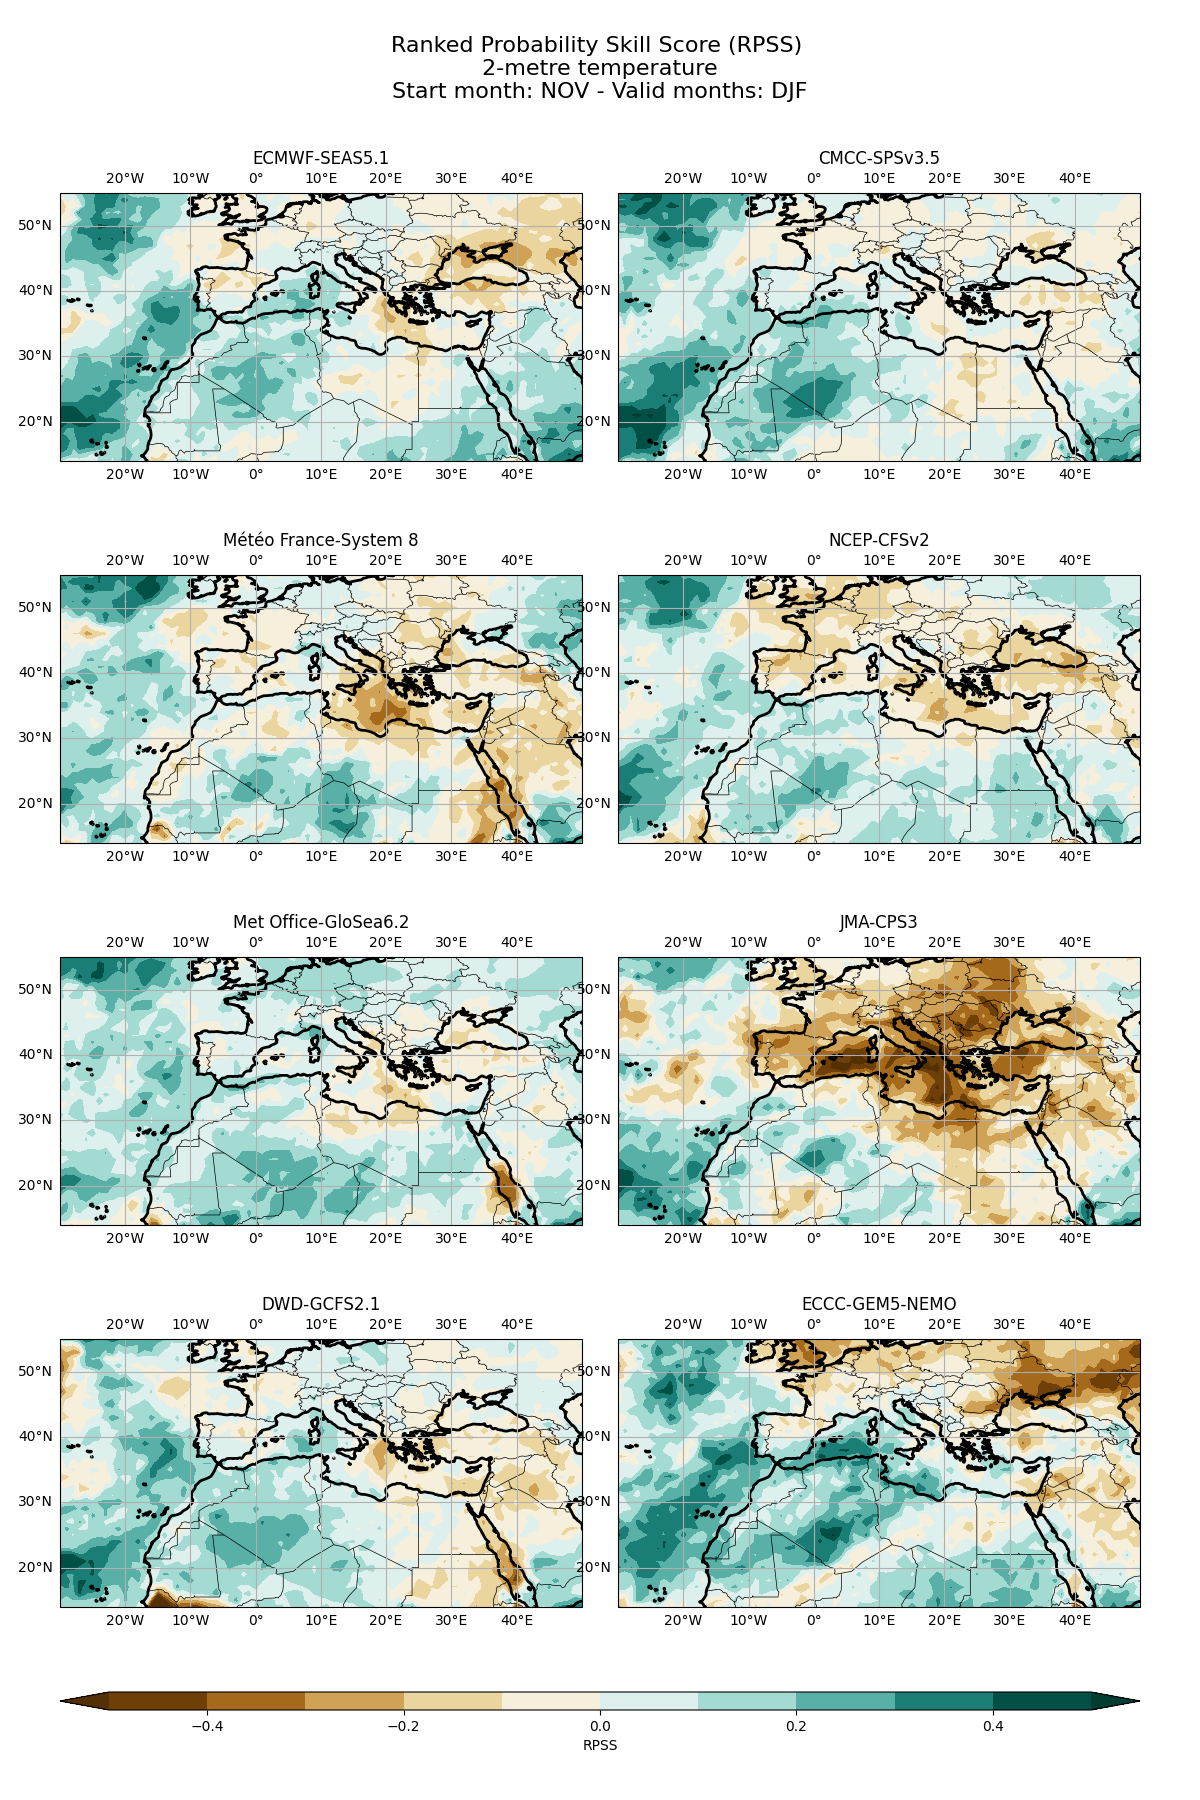 Ranked Probability Skill Score (RPSS)
2-metre temperature
Start month: NOV - Valid months: DJF
ECMWF-SEAS5.1
20°W 10°W 0° 10°E 20°E 30°E 40°E
50°N
40°N
30°N
20°N
20°W 10°W 0° 10°E 20°E 30°E 40°E
CMCC-SPSv3.5
20°W 10°W 0° 10°E 20°E 30°E 40°E
50°N
40°N
30°N
20°N
20°W 10°W 0° 10°E 20°E 30°E 40°E
Météo France-System 8
20°W 10°W 0° 10°E 20°E 30°E 40°E
50°N
40°N
30°N
20°N
20°W 10°W 0° 10°E 20°E 30°E 40°E
NCEP-CFSv2
20°W 10°W 0° 10°E 20°E 30°E 40°E
50°N
40°N
30°N
20°N
20°W 10°W 0° 10°E 20°E 30°E 40°E
Met Office-GloSea6.2
20°W 10°W 0° 10°E 20°E 30°E 40°E
50°N
40°N
30°N
20°N
20°W 10°W 0° 10°E 20°E 30°E 40°E
JMA-CPS3
20°W 10°W 0° 10°E 20°E 30°E 40°E
50°N
40°N
30°N
20°N
20°W 10°W 0° 10°E 20°E 30°E 40°E
DWD-GCFS2.1
20°W 10°W 0° 10°E 20°E 30°E 40°E
50°N
40°N
30°N
20°N
20°W 10°W 0° 10°E 20°E 30°E 40°E
ECCC-GEM5-NEMO
20°W 10°W 0° 10°E 20°E 30°E 40°E
50°N
40°N
30°N
20°N
20°W 10°W 0° 10°E 20°E 30°E 40°E
−0.4 −0.2 0.0 0.2 0.4
RPSS